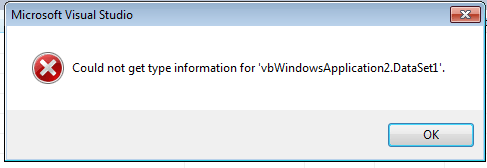 Microsoft Visual Studio
Could not get type information for 'vbWindowsApplication2.DataSet1'.
OK